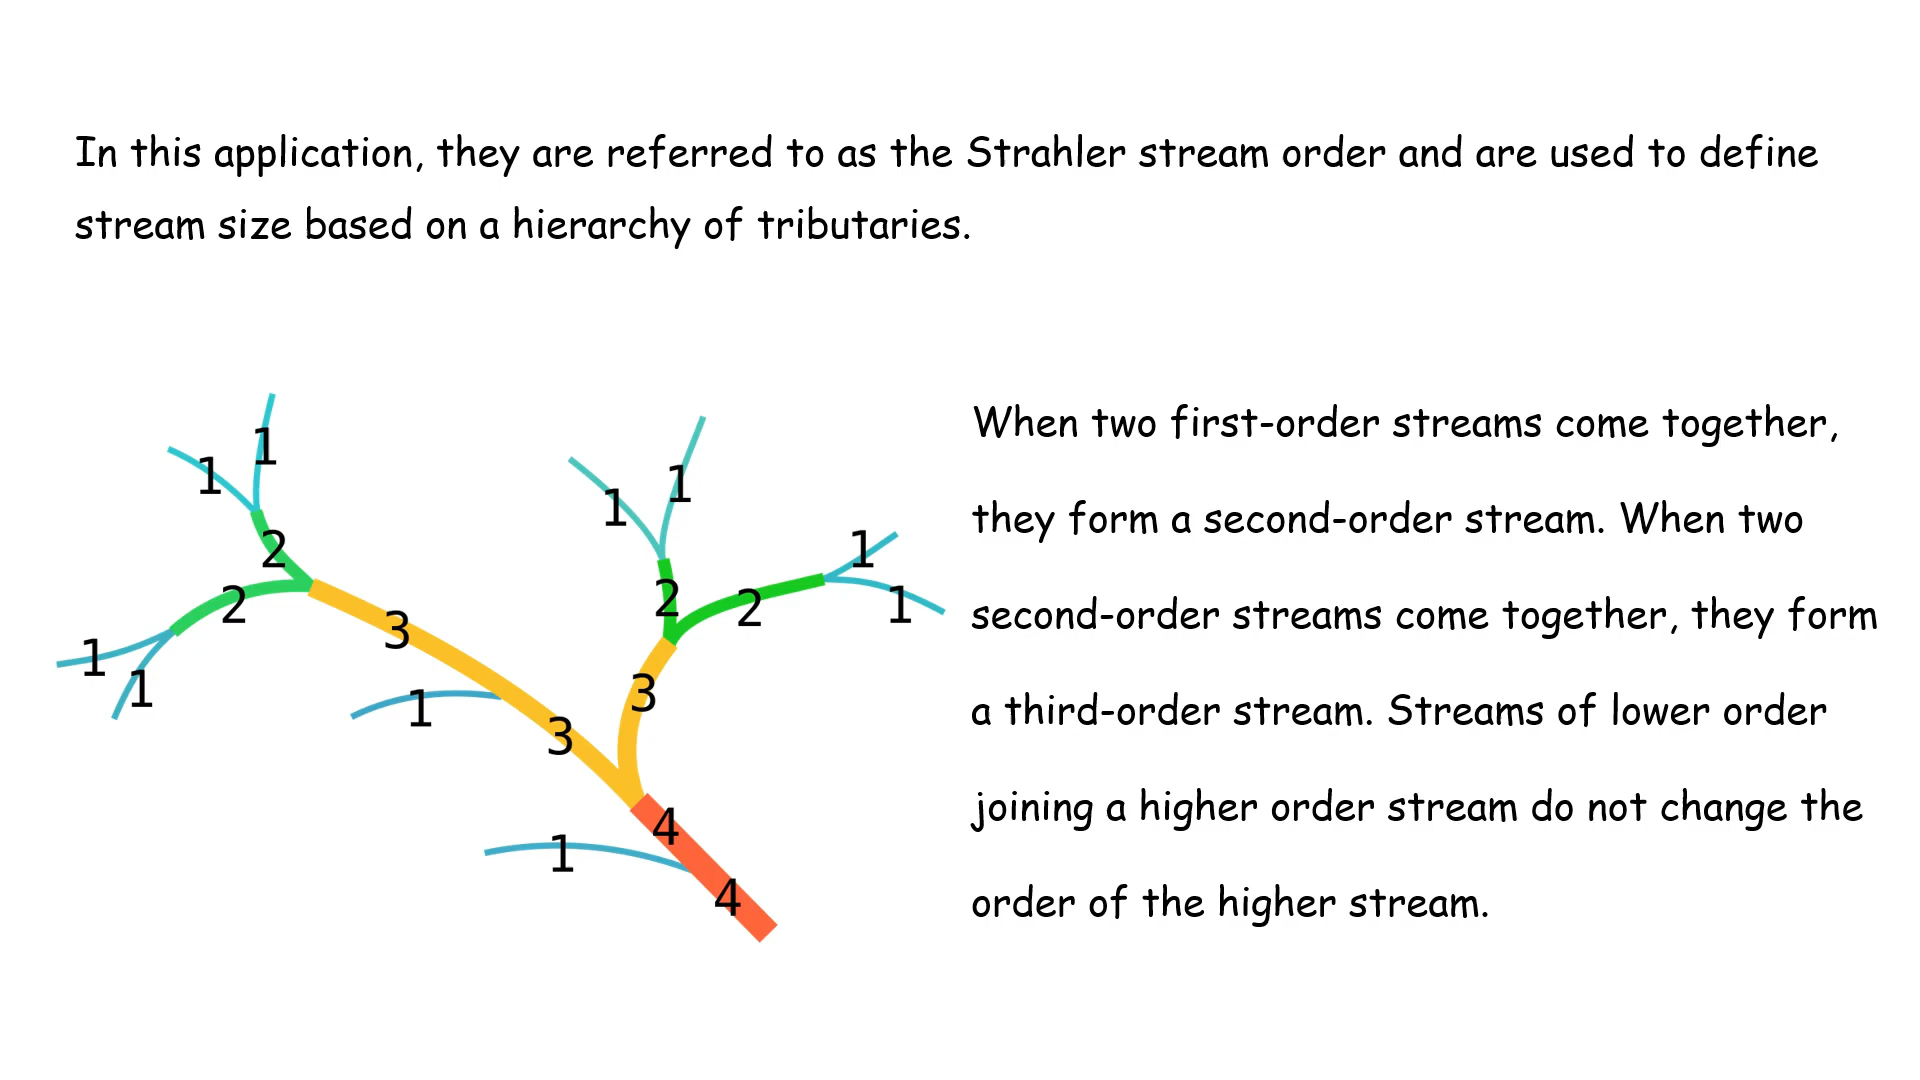 In this application, they are referred to as the Strahler stream order and are used to define
stream size based on a hierarchy of tributaries.
1
1
1
1
2
1
2
2
2
1
1
3
1
1
3
1
3
4
1
4
When two first-order streams come together,
they form a second-order stream. When two
second-order streams come together, they form
a third-order stream. Streams of lower order
joining a higher order stream do not change the
order of the higher stream.